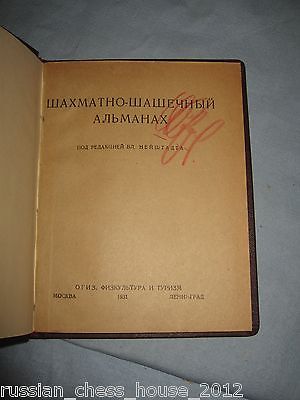 ШАХМАТНО-ШАШЕЧНЫЙ
АЛЬМАНАХ
ПОД РЕДАКЦИЕЙ ВЛ. НЕЙШТАДТА
ОГИЗ, ФИЗКУЛЬТУРА И ТУРИЗМ
МОСКВА 1931 ЛЕНИНГРАД
russian_chess_house_2012